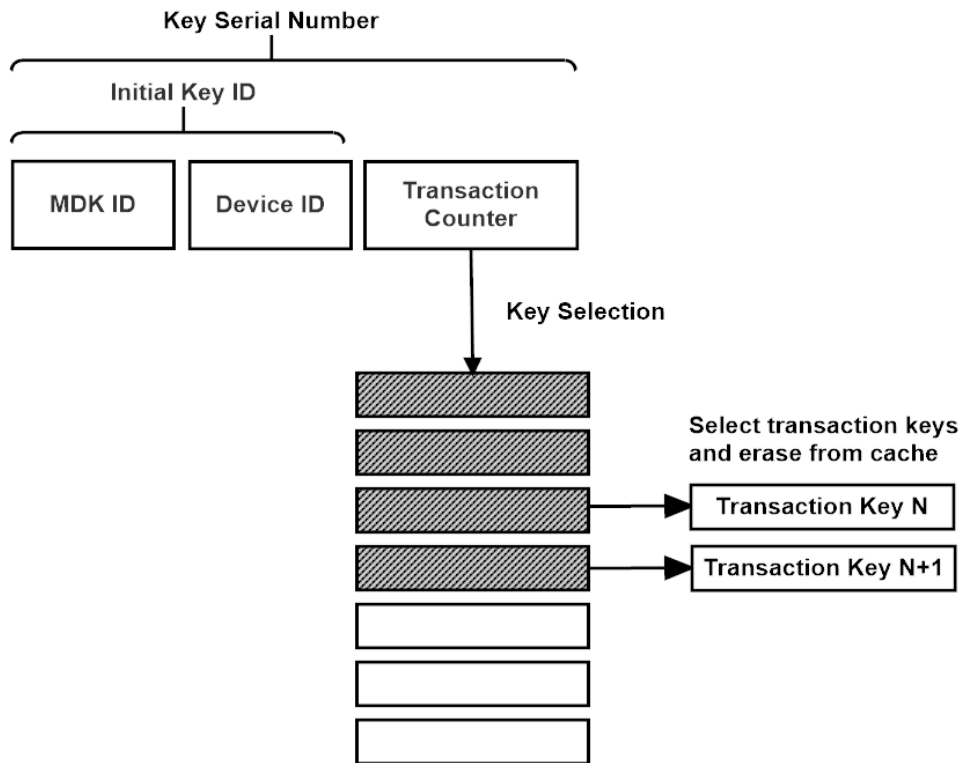 Key Serial Number
Initial Key ID
MDK ID
Device ID
Transaction
Counter
Key Selection
Select transaction keys
and erase from cache
Transaction Key N
Transaction Key N+1